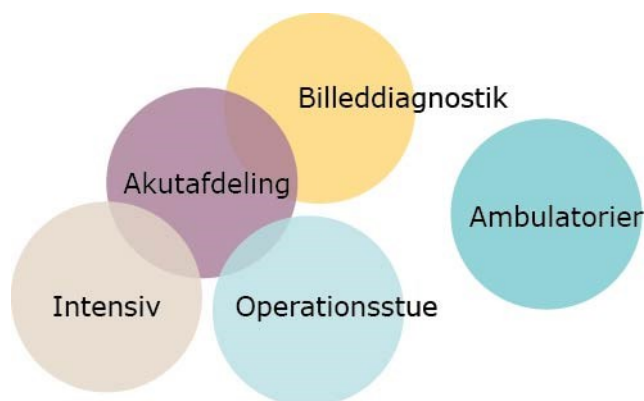 Billeddiagnostik
Akutafdeling
Ambulatorier
Intensiv
Operationsstue